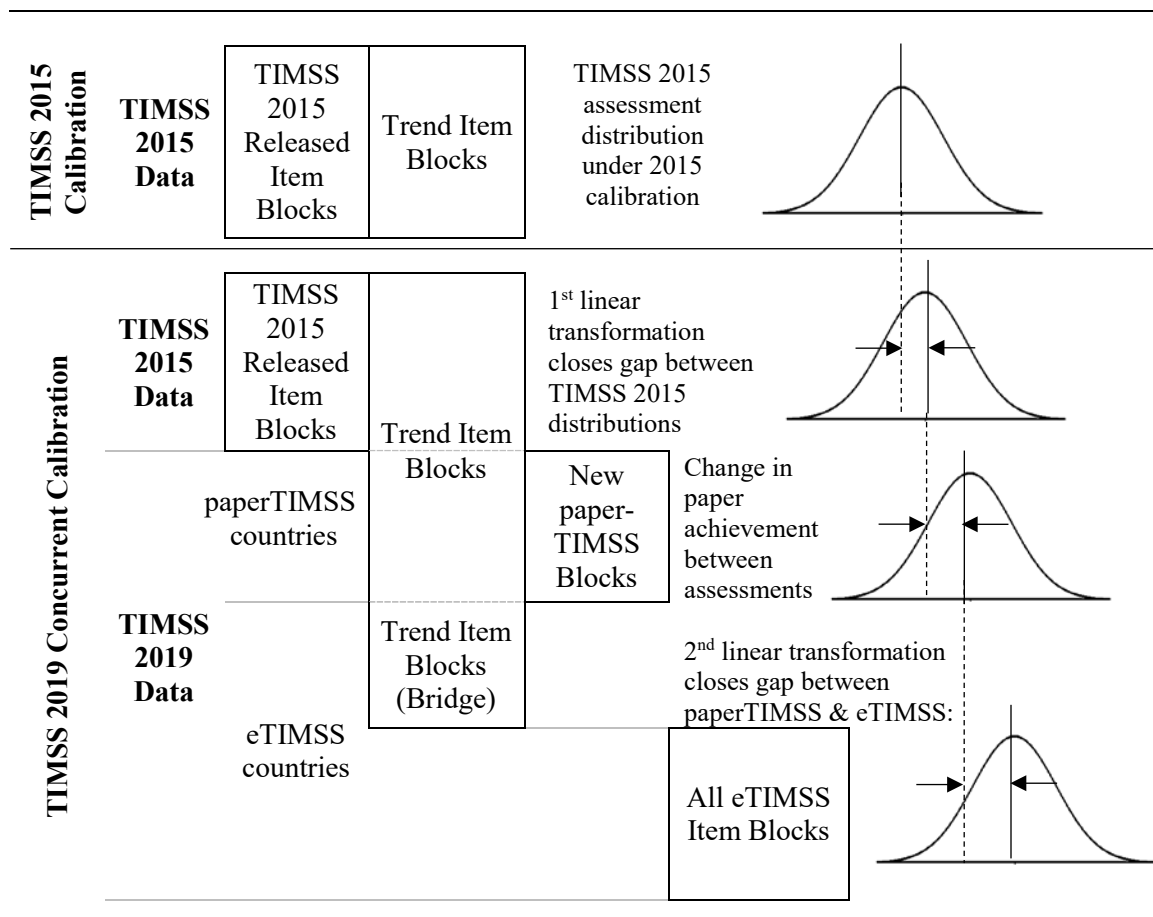 TIMSS 2015
Calibration
TIMSS
2015
Data
TIMSS
2015
Released
Item
Blocks
Trend Item
Blocks
TIMSS 2015
assessment
distribution
under 2015
calibration
TIMSS 2019 Concurrent Calibration
TIMSS
2015
Data
TIMSS
2015
Released
Item
Blocks
Trend Item
Blocks
1st linear
transformation
closes gap between
TIMSS 2015
distributions
paperTIMSS
countries
New
paper-
TIMSS
Blocks
Change in
paper
achievement
between
assessments
TIMSS
2019
Data
Trend Item
Blocks
(Bridge)
eTIMSS
countries
2nd linear transformation
closes gap between
paperTIMSS & eTIMSS:
All eTIMSS
Item Blocks